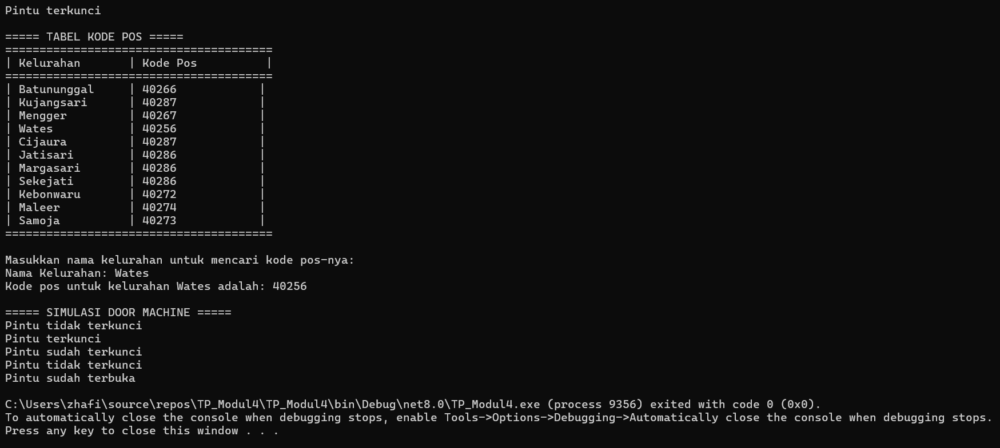 Pintu terkunci
===== TABEL KODE POS =====
=======================================
| Kelurahan       | Kode Pos          |
=======================================
| Batununggal     | 40266            |
| Kujangsari      | 40287            |
| Mengger         | 40267            |
| Wates           | 40256            |
| Cijaura         | 40287            |
| Jatisari        | 40286            |
| Margasari       | 40286            |
| Sekejati        | 40286            |
| Kebonwaru       | 40272            |
| Maleer          | 40274            |
| Samoja          | 40273            |
=======================================
Masukkan nama kelurahan untuk mencari kode pos-nya:
Nama Kelurahan: Wates
Kode pos untuk kelurahan Wates adalah: 40256
===== SIMULASI DOOR MACHINE =====
Pintu tidak terkunci
Pintu terkunci
Pintu sudah terkunci
Pintu tidak terkunci
Pintu sudah terbuka
C:\Users\zhafi\source\repos\TP_Modul4\TP_Modul4\bin\Debug\net8.0\TP_Modul4.exe (process 9356) exited with code 0 (0x0).
To automatically close the console when debugging stops, enable Tools->Options->Debugging->Automatically close the console when debugging stops.
Press any key to close this window . . .